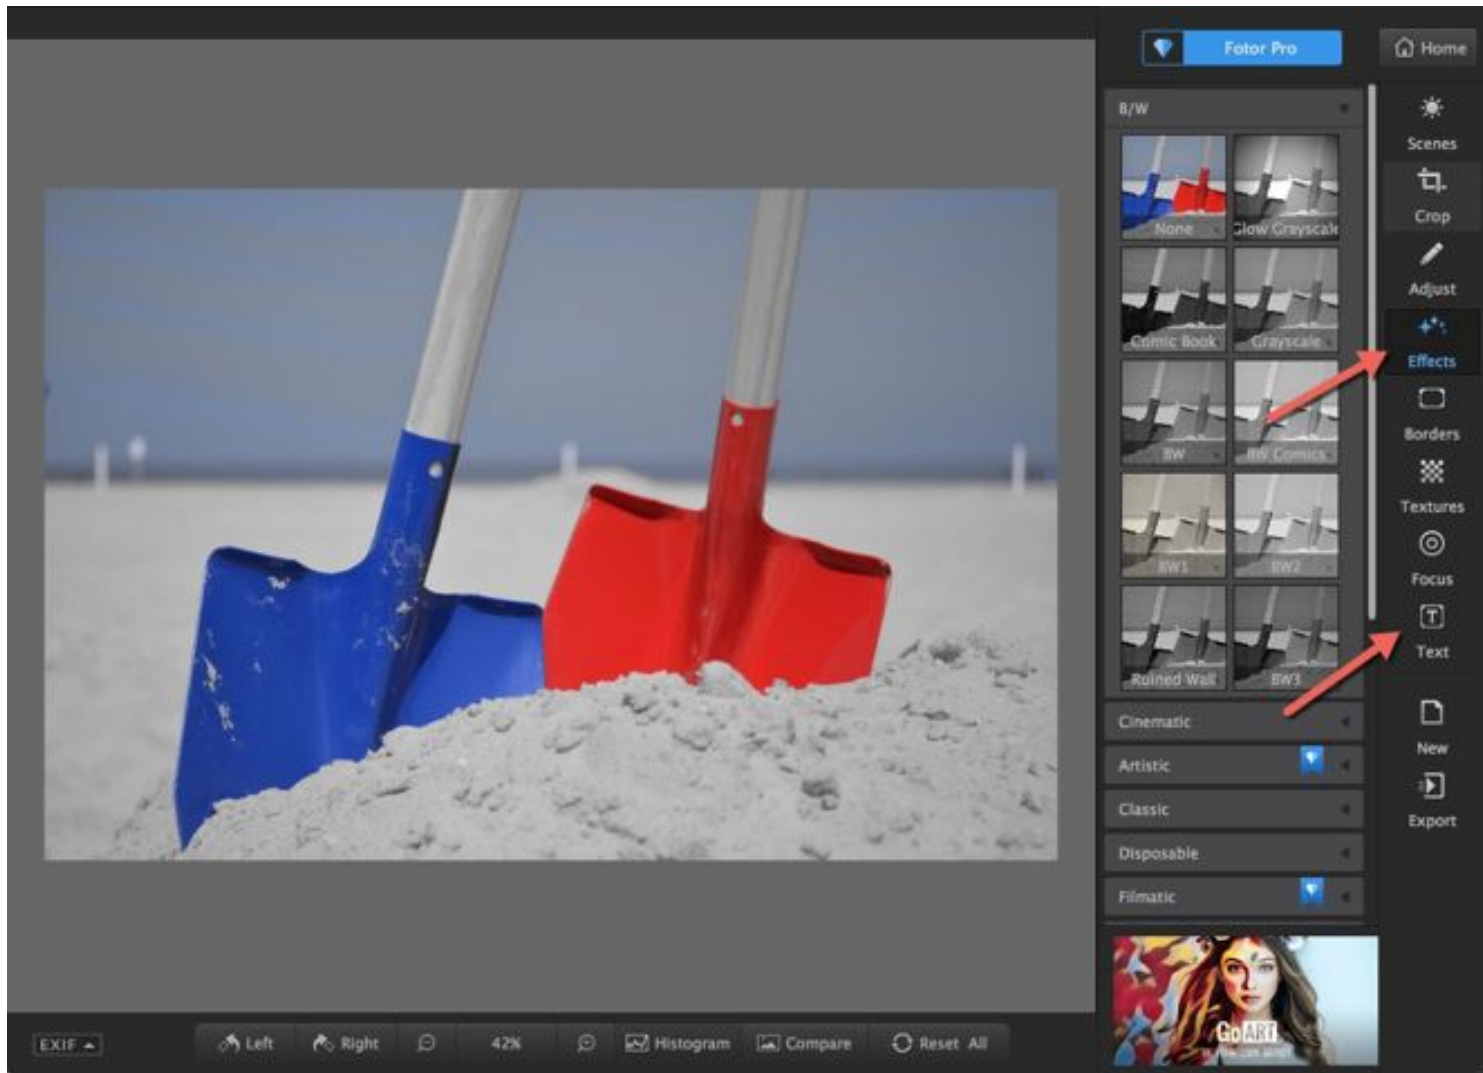 Fotor Pro
Home
B/W
None
Glow Grayscale
Comic Book
Grayscale
BW
BW Comics
BW1
BW2
Ruined Wall
BW3
Cinematic
Artistic
Classic
Disposable
Filmatic
GoART
Scenes
Crop
Adjust
Effects
Borders
Textures
Focus
T
Text
New
Export
EXIF
Left
Right
42%
Histogram
Compare
Reset All